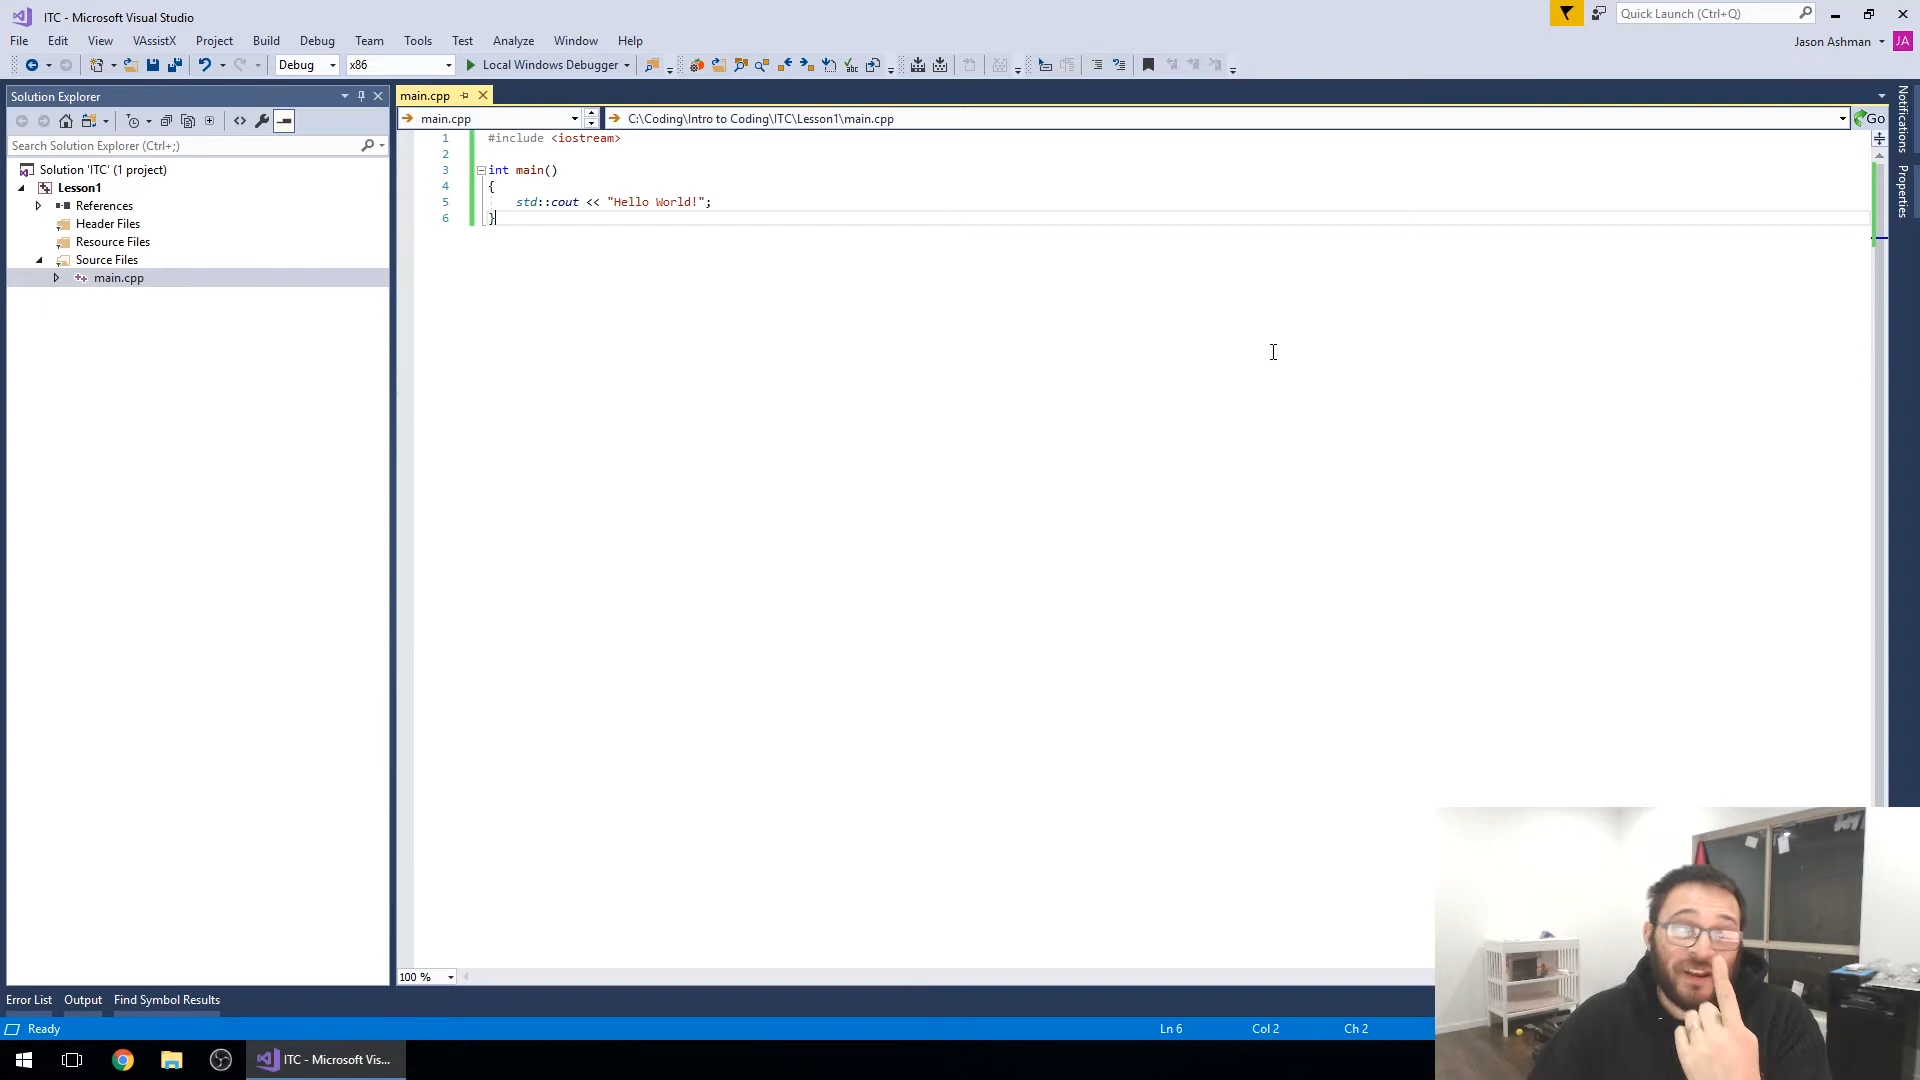 ITC - Microsoft Visual Studio
Quick Launch (Ctrl+Q)
File Edit View VAssistX Project Build Debug Team Tools Test Analyze Window Help
Jason Ashman JA
Debug x86 Local Windows Debugger
Solution Explorer
main.cpp
main.cpp C:\Coding\Intro to Coding\ITC\Lesson1\main.cpp Go
Search Solution Explorer (Ctrl+;)
Solution 'ITC' (1 project)
Lesson1
References
Header Files
Resource Files
Source Files
main.cpp
1 #include <iostream>
2
3 int main()
4 {
5 std::cout << "Hello World!";
6 }
Notifications
Properties
100 %
Error List Output Find Symbol Results
Ready Ln 6 Col 2 Ch 2
ITC - Microsoft Vis...